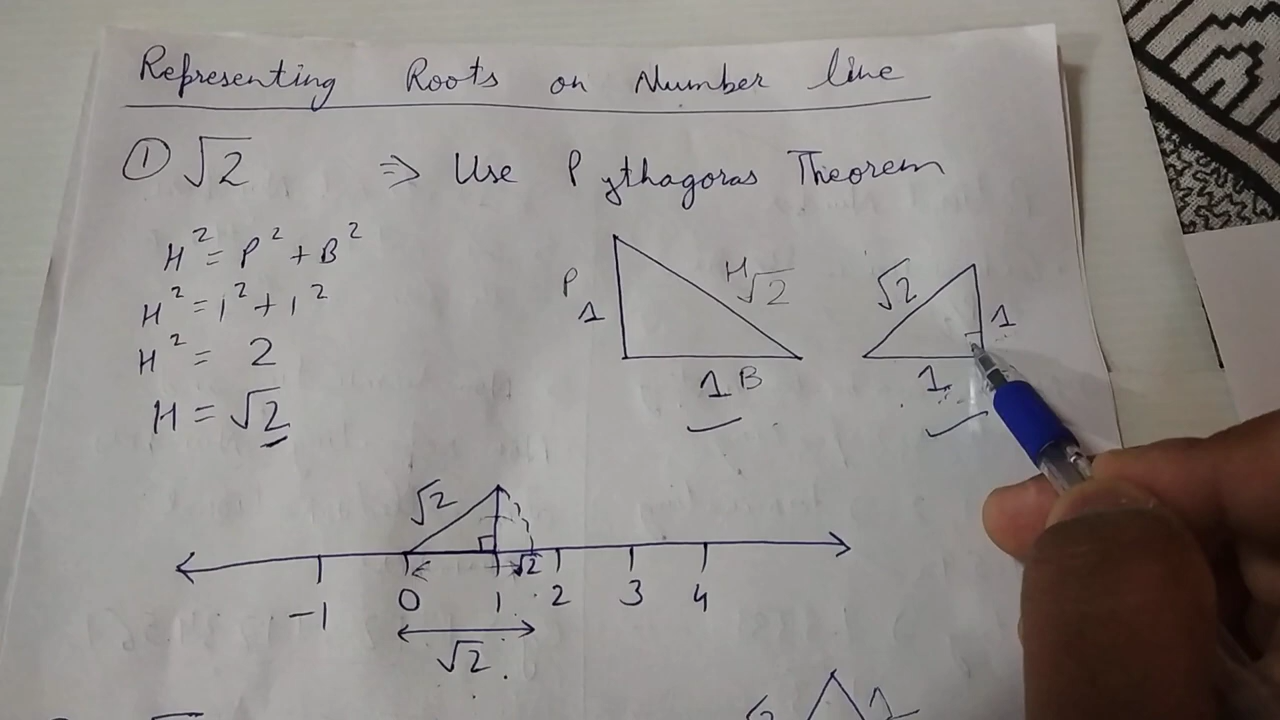 Representing Roots on Number line
① √2 ⇒ Use Pythagoras Theorem
H² = P² + B²
H² = 1² + 1²
H² = 2
H = √2
P
1
H √2
1 B
√2
1
1
√2
√2
-1 0 1 2 3 4
√2
1